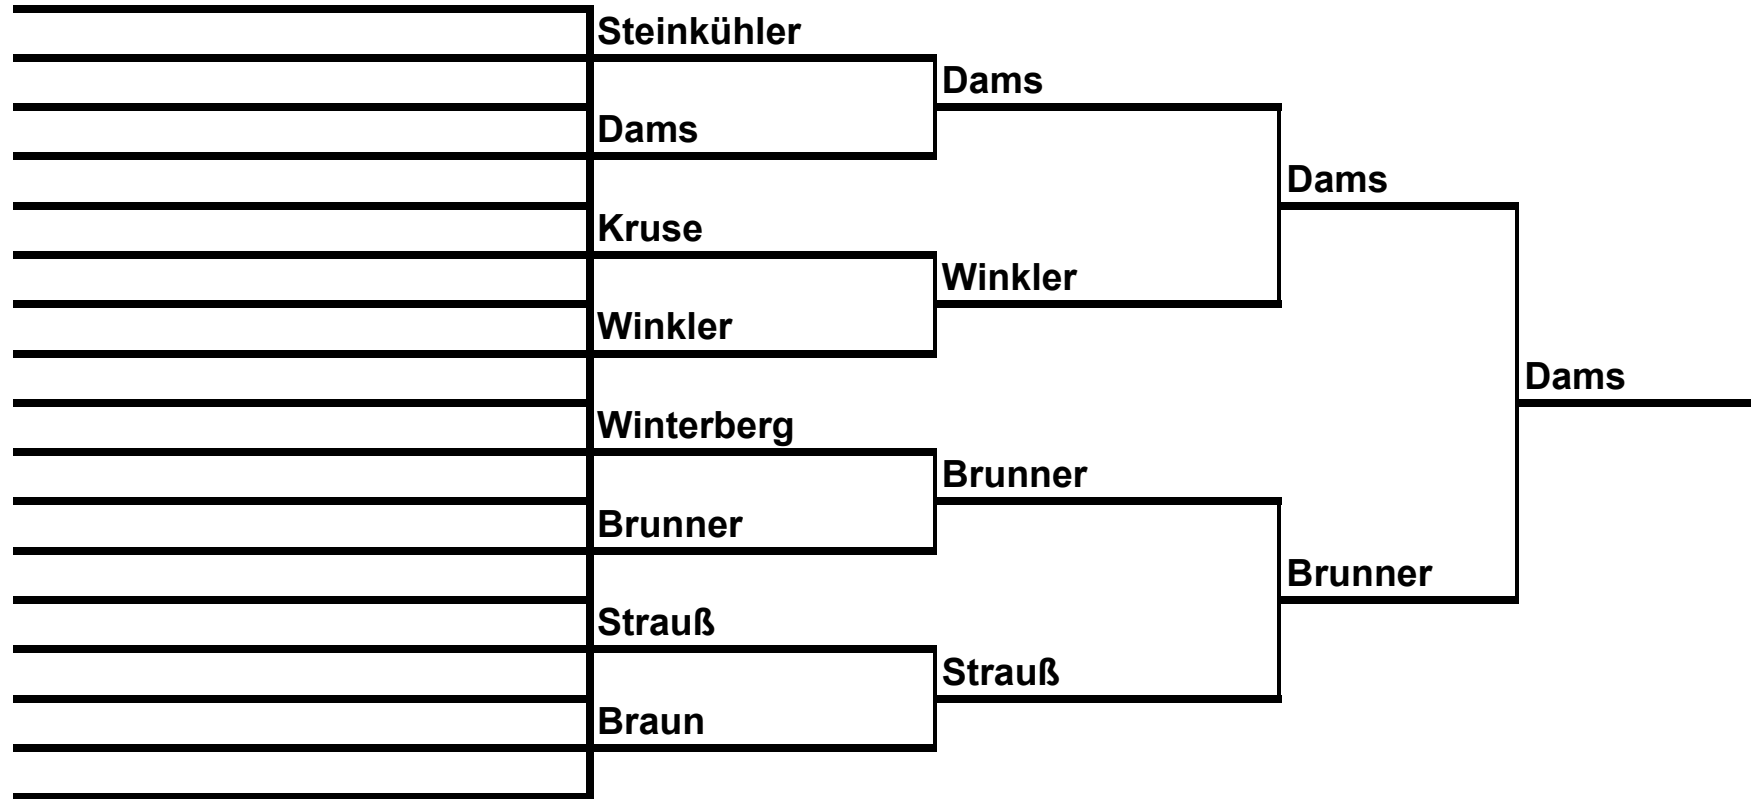 Steinkühler
Dams
Dams
Dams
Kruse
Winkler
Winkler
Dams
Winterberg
Brunner
Brunner
Brunner
Strauß
Strauß
Braun